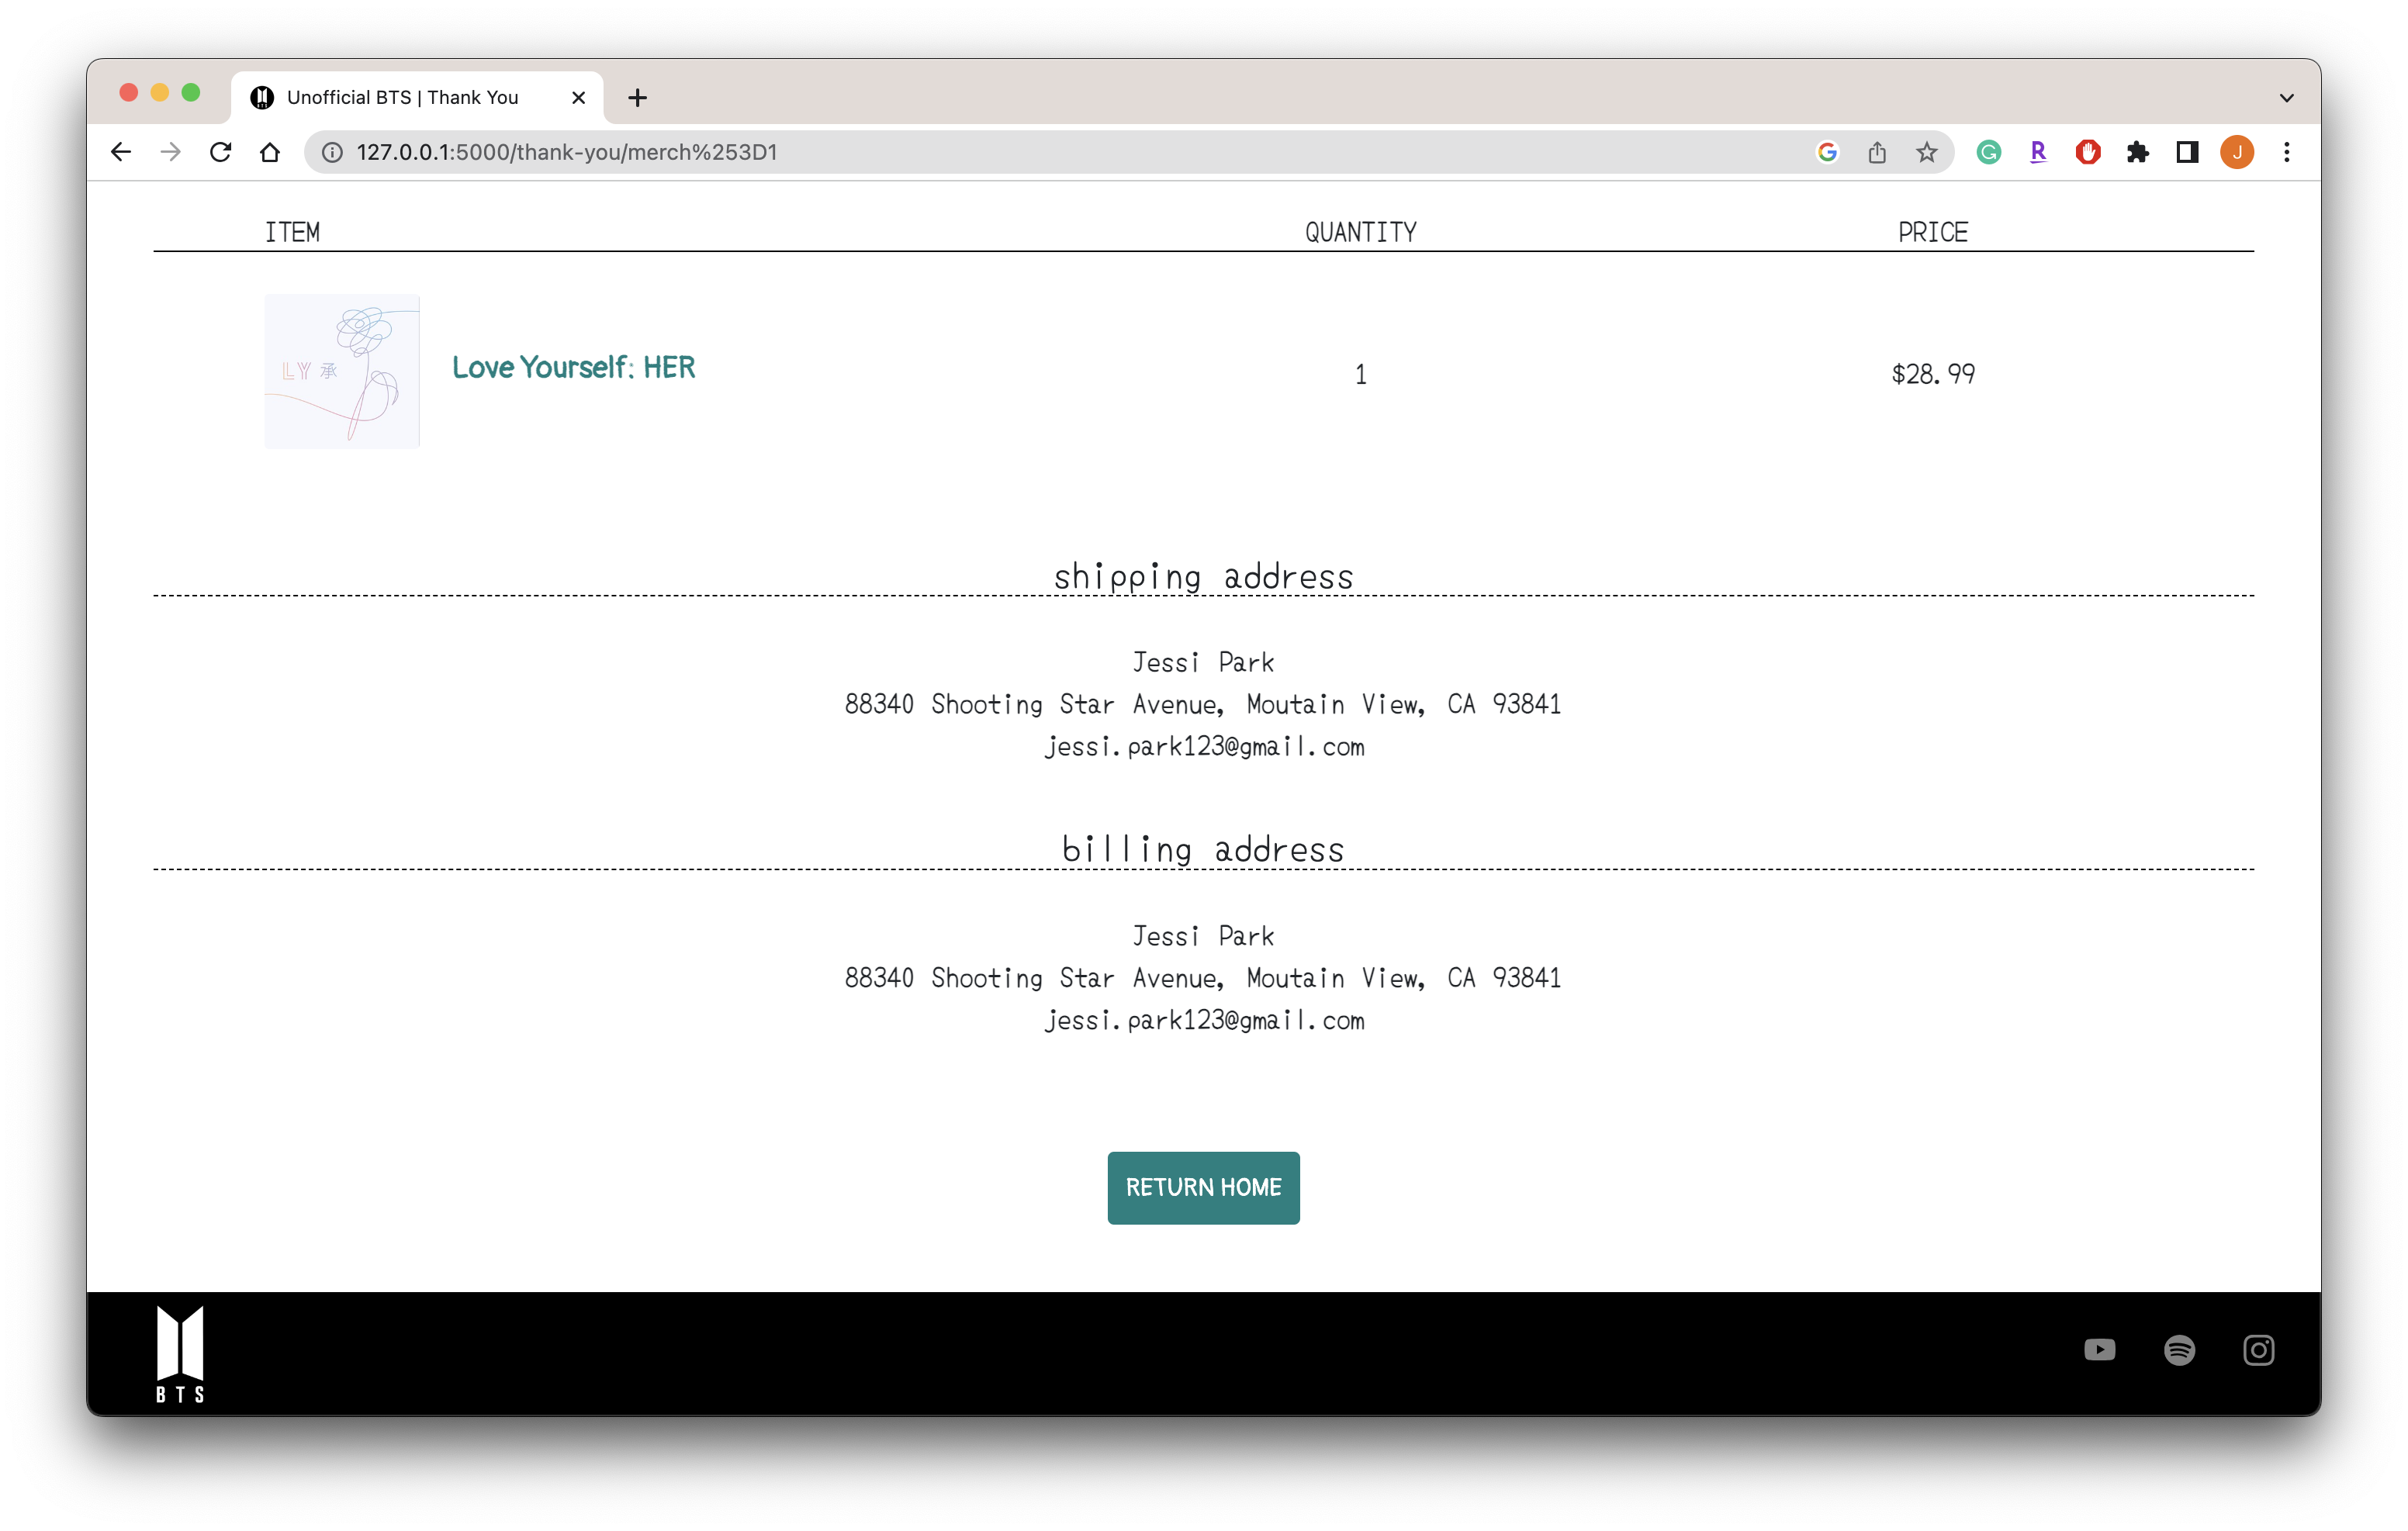 Unofficial BTS | Thank You
127.0.0.1:5000/thank-you/merch%253D1
J
ITEM QUANTITY PRICE
LY 承
Love Yourself: HER 1 $28.99
shipping address
Jessi Park
88340 Shooting Star Avenue, Moutain View, CA 93841
jessi.park123@gmail.com
billing address
Jessi Park
88340 Shooting Star Avenue, Moutain View, CA 93841
jessi.park123@gmail.com
RETURN HOME
BTS